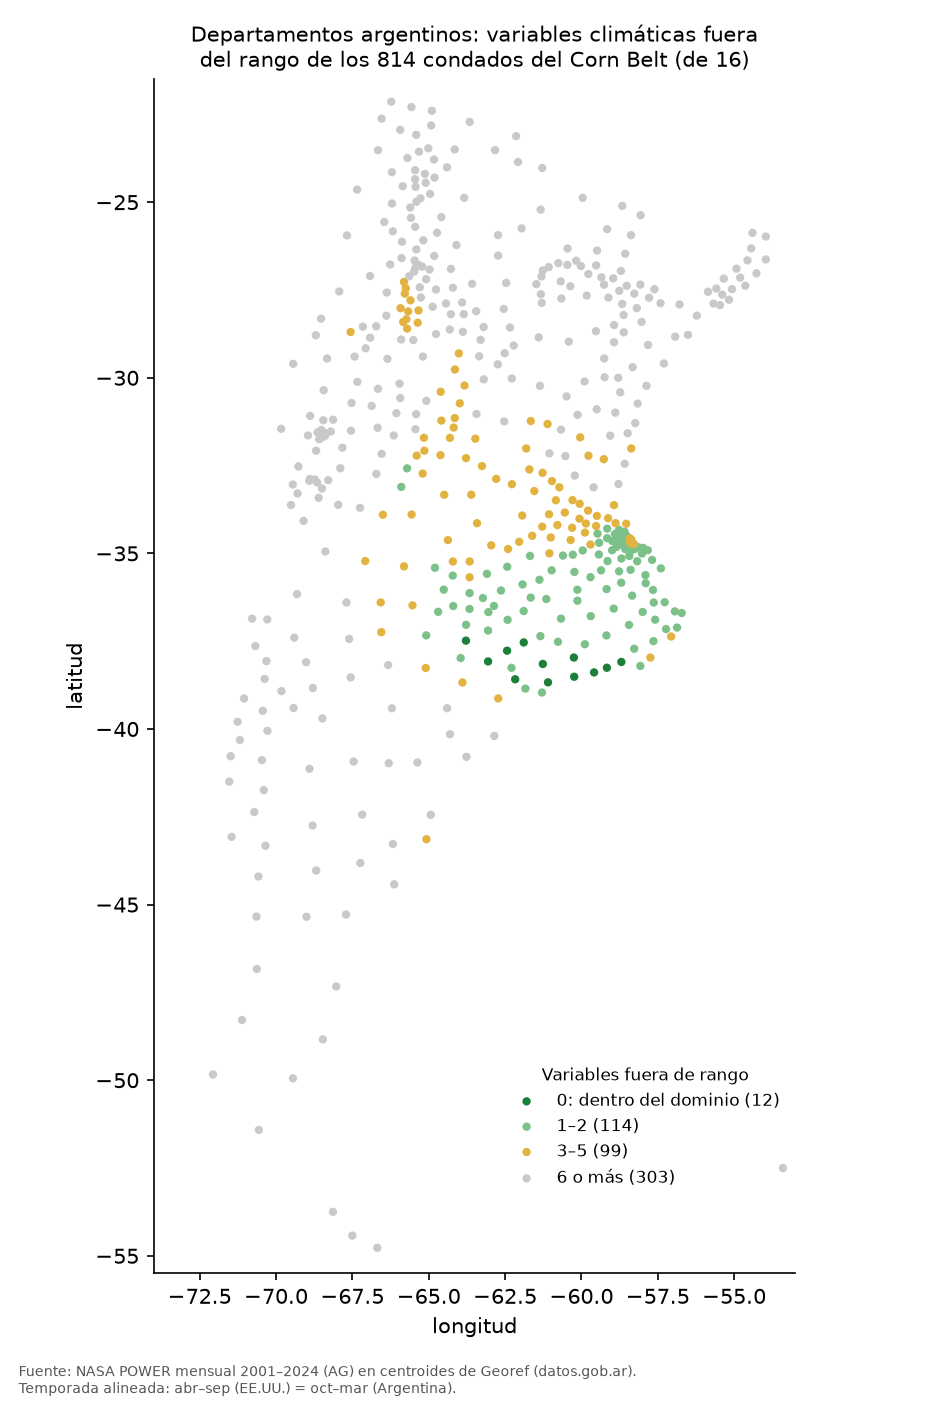 Departamentos argentinos: variables climáticas fuera
del rango de los 814 condados del Corn Belt (de 16)
latitud
−25
−30
−35
−40
−45
−50
−55
Variables fuera de rango
0: dentro del dominio (12)
1–2 (114)
3–5 (99)
6 o más (303)
−72.5 −70.0 −67.5 −65.0 −62.5 −60.0 −57.5 −55.0
longitud
Fuente: NASA POWER mensual 2001–2024 (AG) en centroides de Georef (datos.gob.ar).
Temporada alineada: abr–sep (EE.UU.) = oct–mar (Argentina).